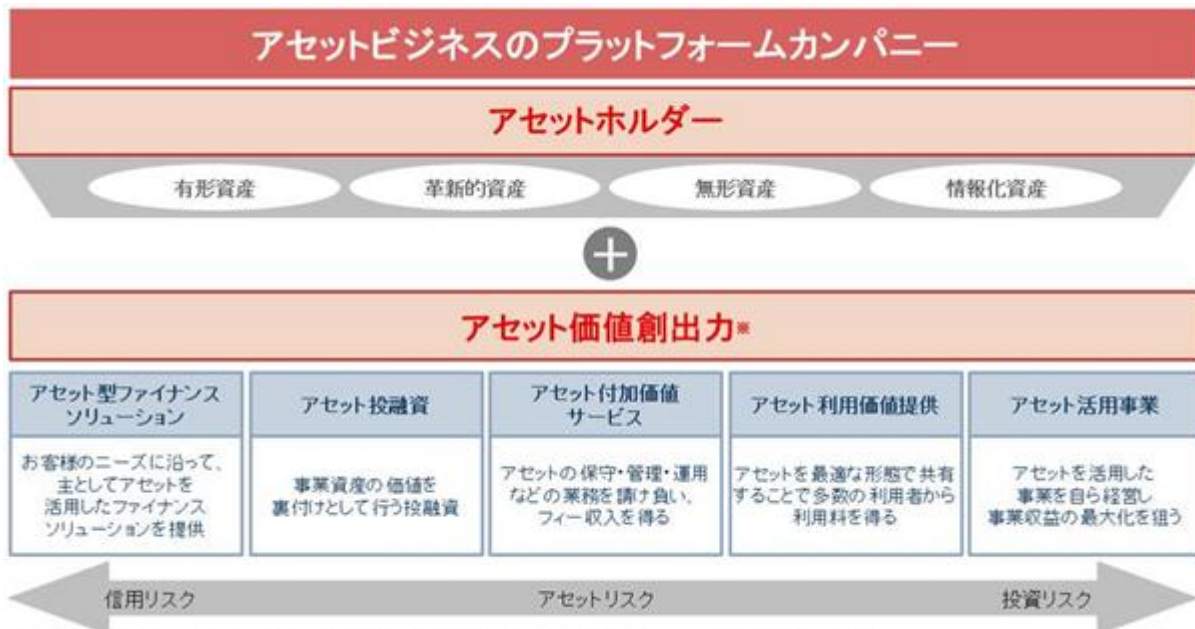 アセットビジネスのプラットフォームカンパニー
アセットホルダー
有形資産
革新的資産
無形資産
情報化資産
+
アセット価値創出力※
アセット型ファイナンス
ソリューション
お客様のニーズに沿って、
主としてアセットを
活用したファイナンス
ソリューションを提供
アセット投融資
事業資産の価値を
裏付けとして行う投融資
アセット付加価値
サービス
アセットの保守・管理・運用
などの業務を請け負い、
フィー収入を得る
アセット利用価値提供
アセットを最適な形態で共有
することで多数の利用者から
利用料を得る
アセット活用事業
アセットを活用した
事業を自ら経営し
事業収益の最大化を狙う
信用リスク
アセットリスク
投資リスク